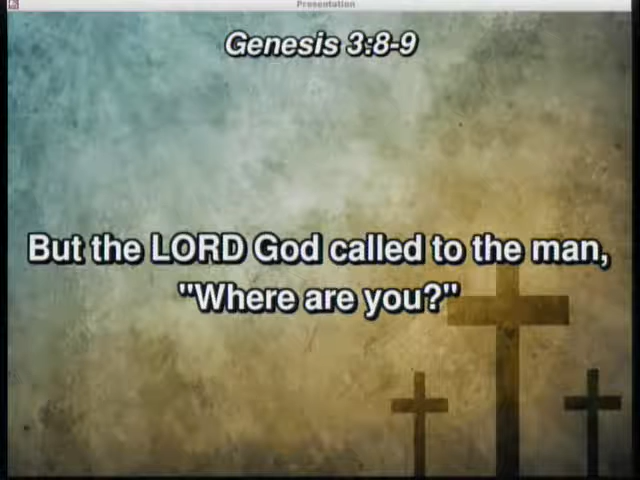 Presentation
Genesis 3:8-9
But the LORD God called to the man,
"Where are you?"